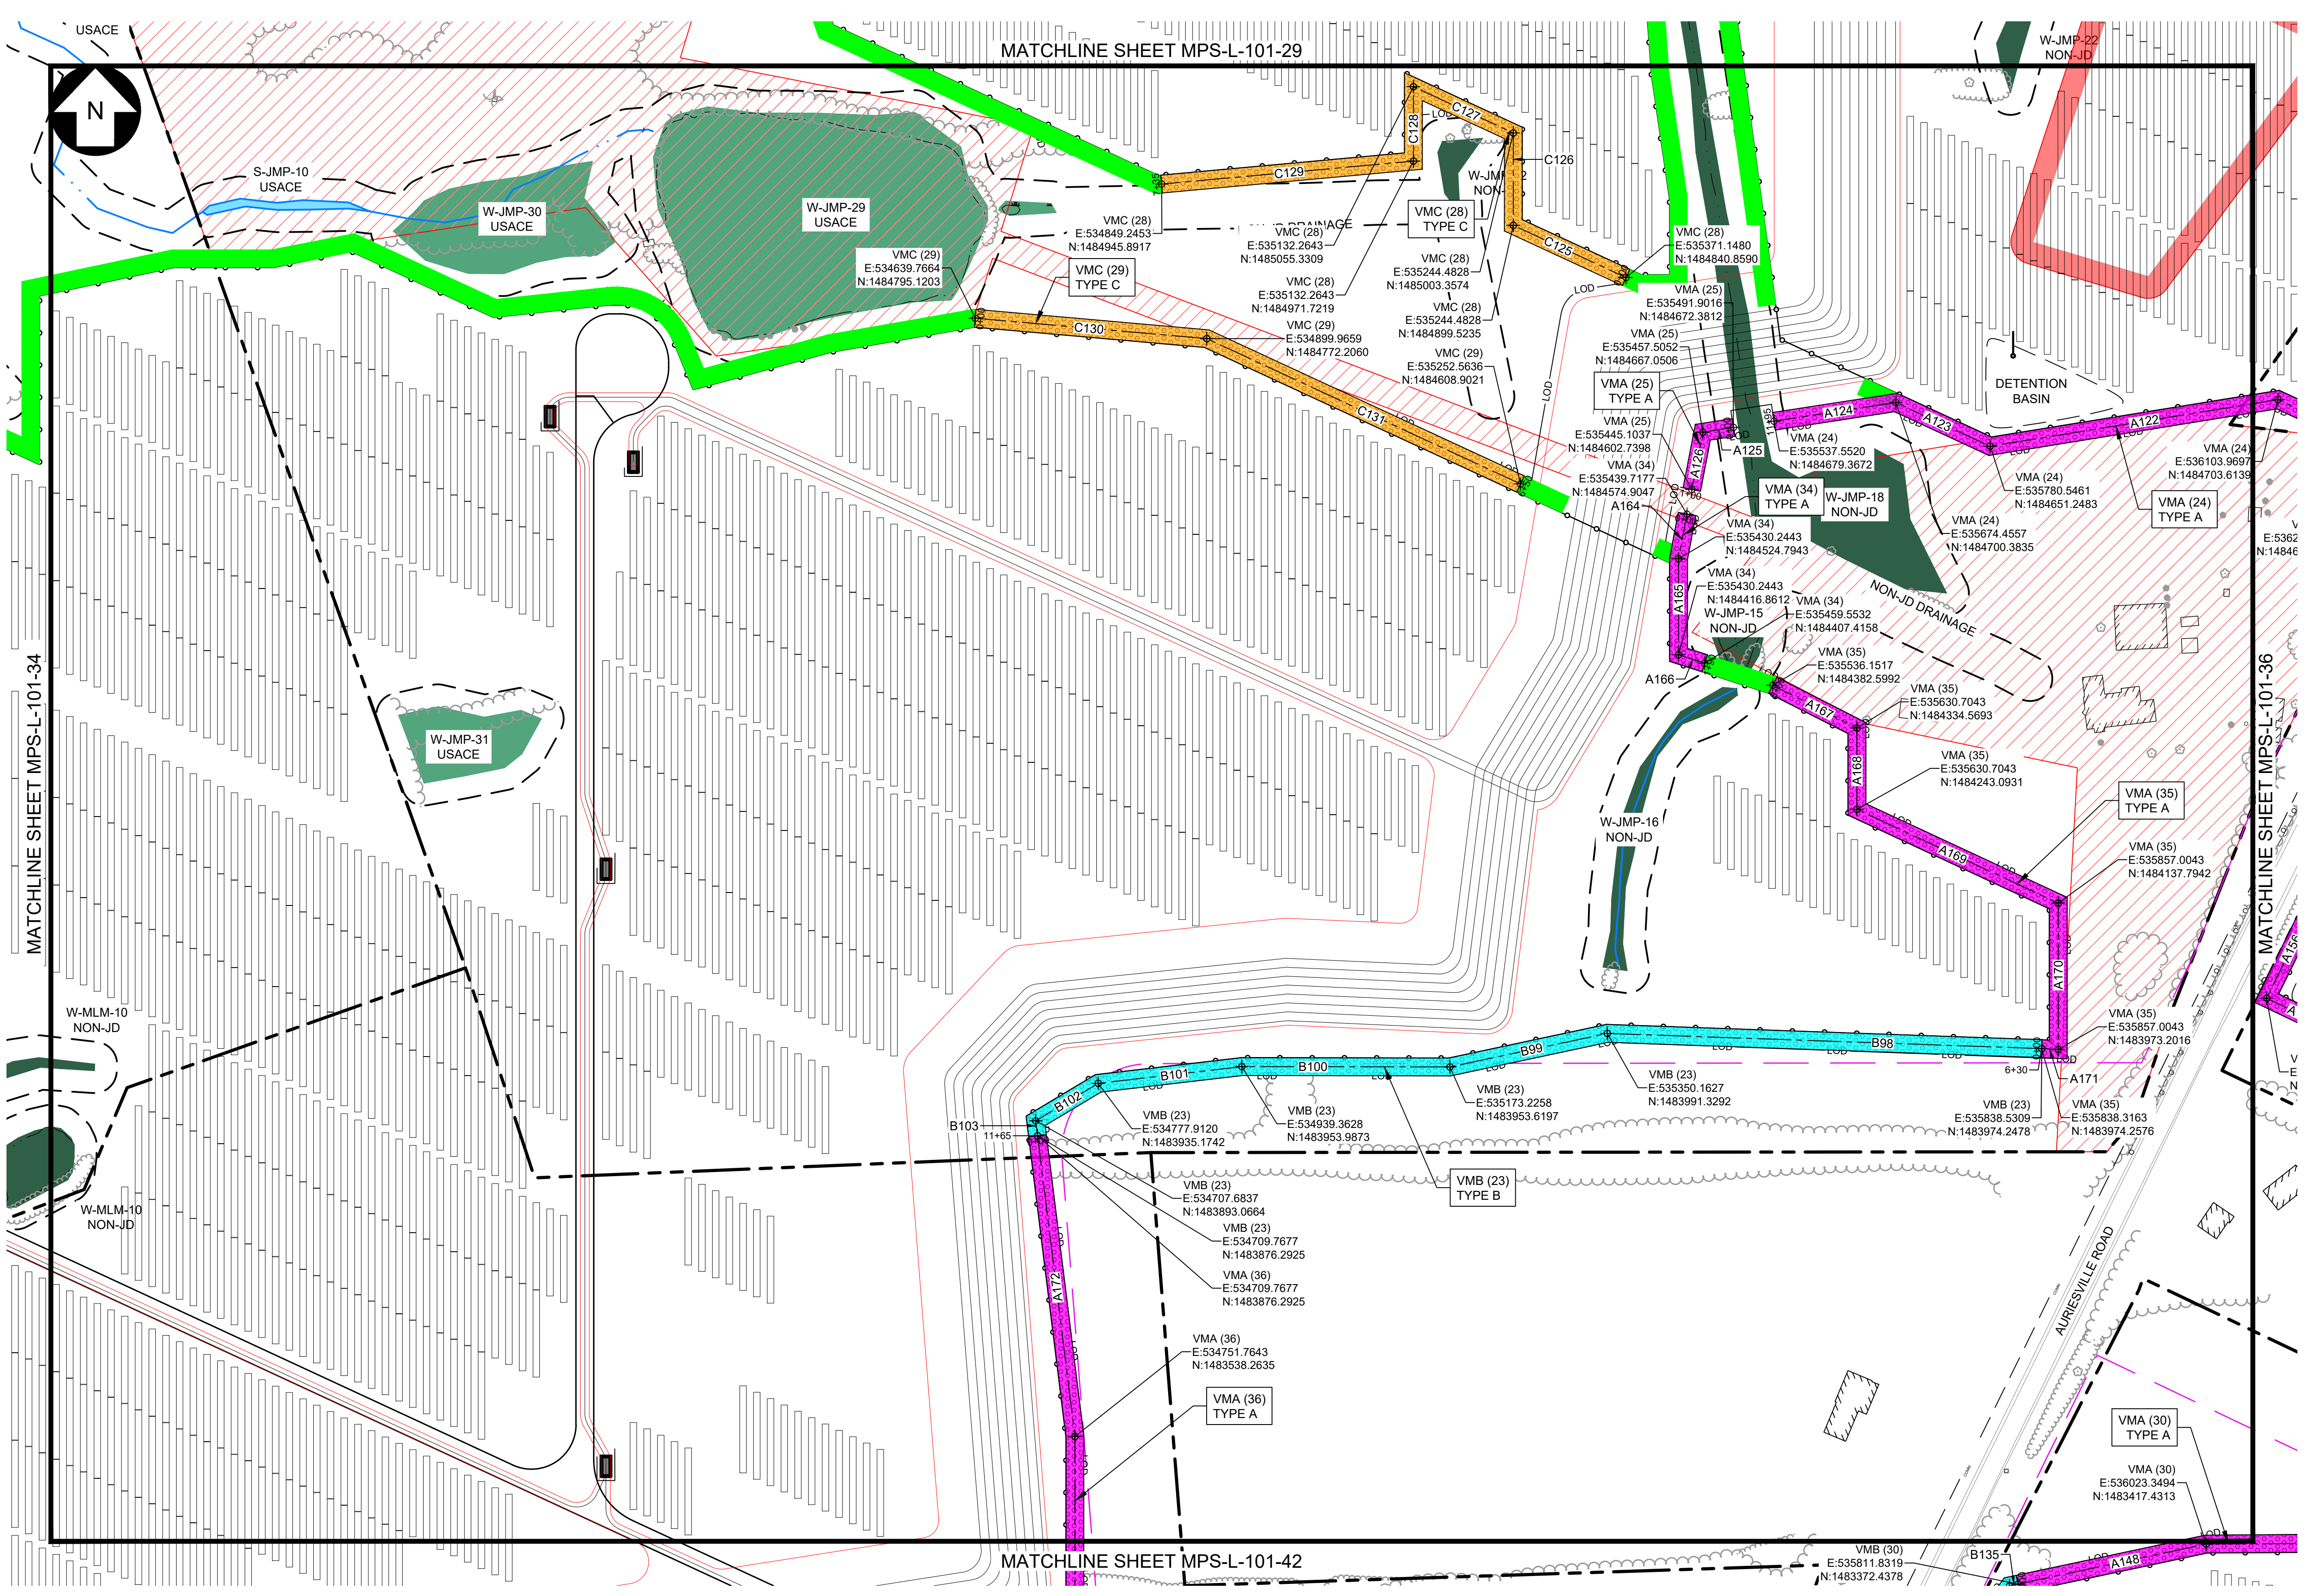 USACE
MATCHLINE SHEET MPS-L-101-29
W-JMP-22
NON-JD
N
S-JMP-10
USACE
W-JMP-30
USACE
W-JMP-29
USACE
C127
C128
C126
C129
LOD
VMC (28)
TYPE C
VMC (28)
E:534849.2453
N:1484945.8917
VMC (28)
E:535132.2643
N:1485055.3309
VMC (28)
E:535132.2643
N:1484971.7219
VMC (28)
E:535244.4828
N:1485003.3574
VMC (28)
E:535244.4828
N:1484899.5235
C125
VMC (28)
E:535371.1480
N:1484840.8590
VMC (29)
E:534639.7664
N:1484795.1203
VMC (29)
TYPE C
C130
VMC (29)
E:534899.9659
N:1484772.2060
VMC (29)
E:535252.5636
N:1484608.9021
C131
LOD
LOD
VMA (25)
E:535491.9016
N:1484672.3812
VMA (25)
E:535457.5052
N:1484667.0506
VMA (25)
TYPE A
VMA (25)
E:535445.1037
N:1484602.7398
VMA (34)
E:535439.7177
N:1484574.9047
A164
A126
A125
11+95
A124
A123
A122
DETENTION
BASIN
VMA (24)
E:535537.5520
N:1484679.3672
VMA (34)
TYPE A
W-JMP-18
NON-JD
VMA (24)
E:536103.9697
N:1484703.6139
VMA (24)
E:535780.5461
N:1484651.2483
VMA (24)
TYPE A
VMA (24)
E:535674.4557
N:1484700.3835
VMA (34)
E:535430.2443
N:1484524.7943
VMA (34)
E:535430.2443
N:1484416.8612
W-JMP-15
NON-JD
VMA (34)
E:535459.5532
N:1484407.4158
NON-JD DRAINAGE
A165
A166
VMA (35)
E:535536.1517
N:1484382.5992
A167
VMA (35)
E:535630.7043
N:1484334.5693
A168
VMA (35)
E:535630.7043
N:1484243.0931
VMA (35)
TYPE A
A169
VMA (35)
E:535857.0043
N:1484137.7942
MATCHLINE SHEET MPS-L-101-34
MATCHLINE SHEET MPS-L-101-36
W-JMP-31
USACE
W-JMP-16
NON-JD
A156
A170
W-MLM-10
NON-JD
VMA (35)
E:535857.0043
N:1483973.2016
B98
B99
B100
B101
B102
B103
11+65
6+30
A171
VMB (23)
E:535350.1627
N:1483991.3292
VMB (23)
E:535173.2258
N:1483953.6197
VMB (23)
E:534939.3628
N:1483953.9873
VMB (23)
E:534777.9120
N:1483935.1742
VMB (23)
E:535838.5309
N:1483974.2478
VMA (35)
E:535838.3163
N:1483974.2576
W-MLM-10
NON-JD
VMB (23)
TYPE B
VMB (23)
E:534707.6837
N:1483893.0664
VMB (23)
E:534709.7677
N:1483876.2925
VMA (36)
E:534709.7677
N:1483876.2925
A172
VMA (36)
E:534751.7643
N:1483538.2635
VMA (36)
TYPE A
AURIESVILLE ROAD
VMA (30)
TYPE A
VMA (30)
E:536023.3494
N:1483417.4313
MATCHLINE SHEET MPS-L-101-42
VMB (30)
E:535811.8319
N:1483372.4378
B135
A148
LOD